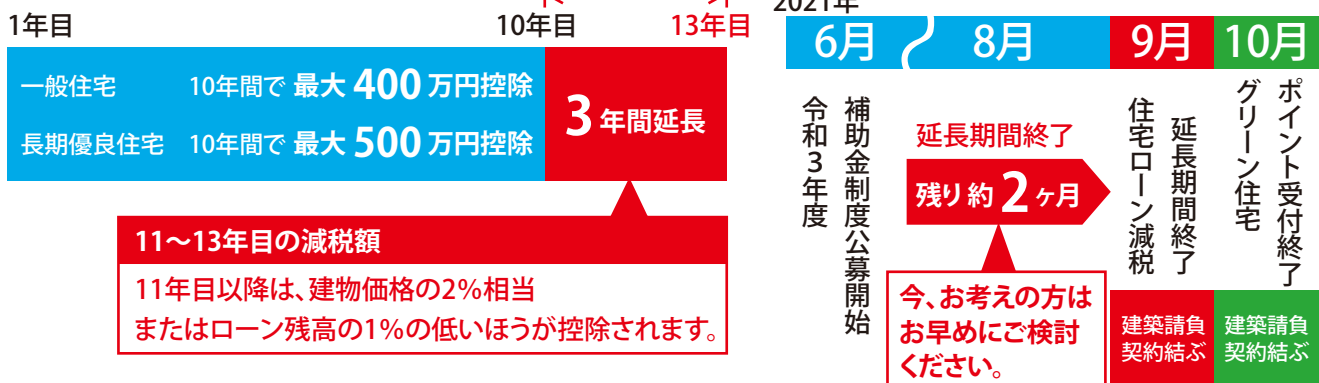 1年目
10年目
13年目
一般住宅 10年間で 最大 400 万円控除
長期優良住宅 10年間で 最大 500 万円控除
3 年間延長
11〜13年目の減税額
11年目以降は、建物価格の2%相当
またはローン残高の1%の低いほうが控除されます。
2021年
6月
8月
9月
10月
令和3年度
補助金制度公募開始
延長期間終了
残り約 2 ヶ月
今、お考えの方は
お早めにご検討
ください。
住宅ローン減税
延長期間終了
建築請負
契約結ぶ
グリーン住宅
ポイント受付終了
建築請負
契約結ぶ